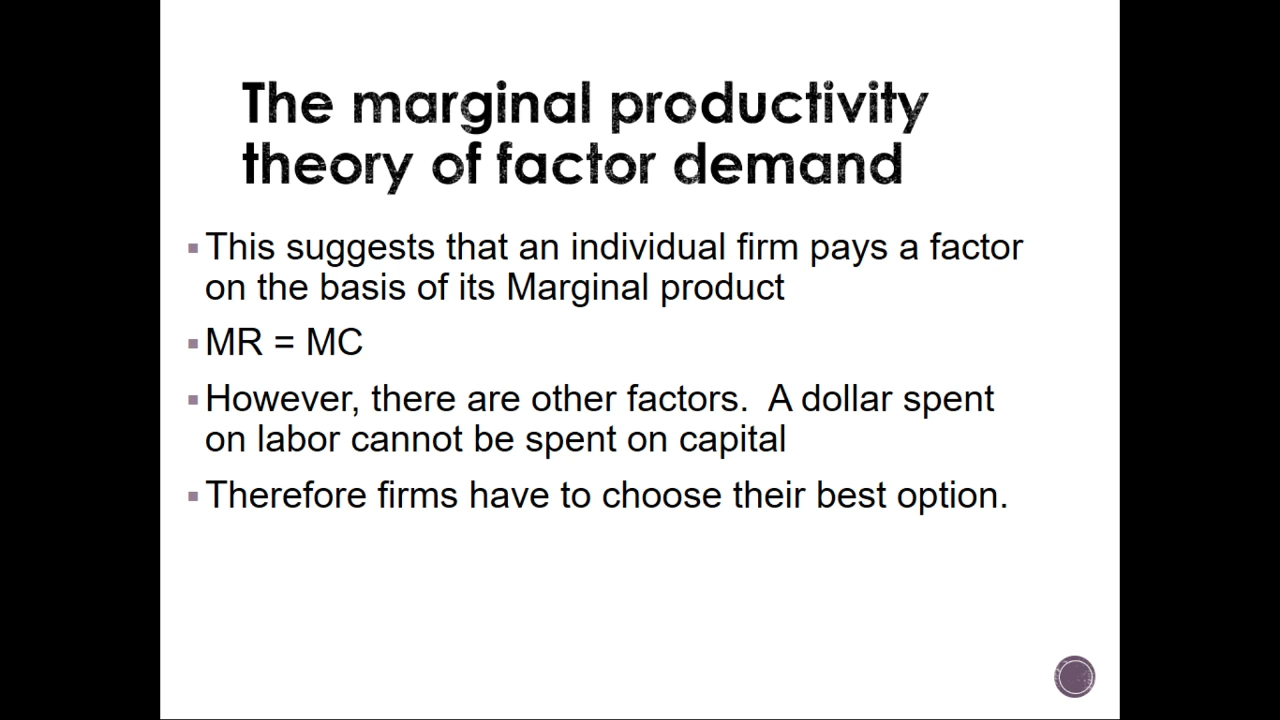 The marginal productivity
theory of factor demand
▪This suggests that an individual firm pays a factor
on the basis of its Marginal product
▪MR = MC
▪However, there are other factors.  A dollar spent
on labor cannot be spent on capital
▪Therefore firms have to choose their best option.